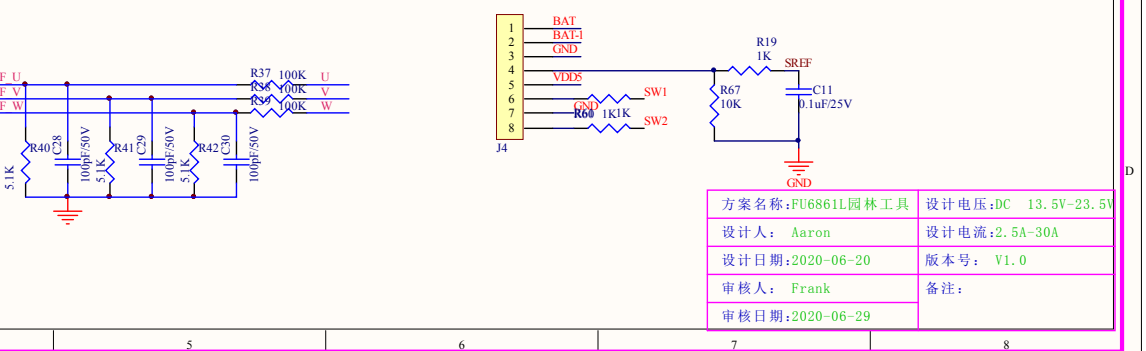 1 BAT
2 BAT-1
3 GND
4
5 VDD5
6 SW1
7 GND
8 SW2
J4
1K 1K
R19
1K
SREF
R67
10K
C11
0.1uF/25V
GND
F_U R37 100K U
F_V R38 100K V
F_W R39 100K W
R40 5.1K
C28 100pF/50V
R41 5.1K
C29 100pF/50V
R42 5.1K
C30 100pF/50V
D
方案名称:FU6861L园林工具 设计电压:DC 13.5V-23.5V
设计人: Aaron 设计电流:2.5A-30A
设计日期:2020-06-20 版本号: V1.0
审核人: Frank 备注:
审核日期:2020-06-29
5 6 7 8